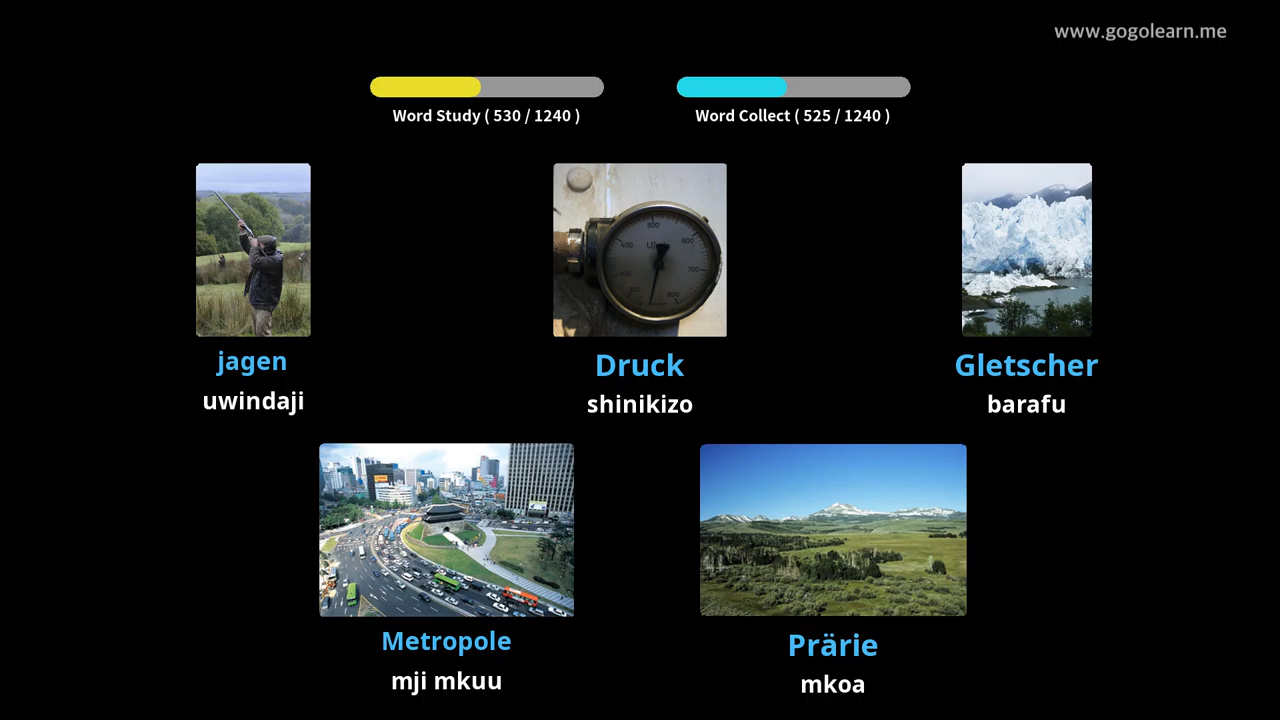 www.gogolearn.me
Word Study ( 530 / 1240 )
Word Collect ( 525 / 1240 )
jagen
uwindaji
Druck
shinikizo
Gletscher
barafu
Metropole
mji mkuu
Prärie
mkoa